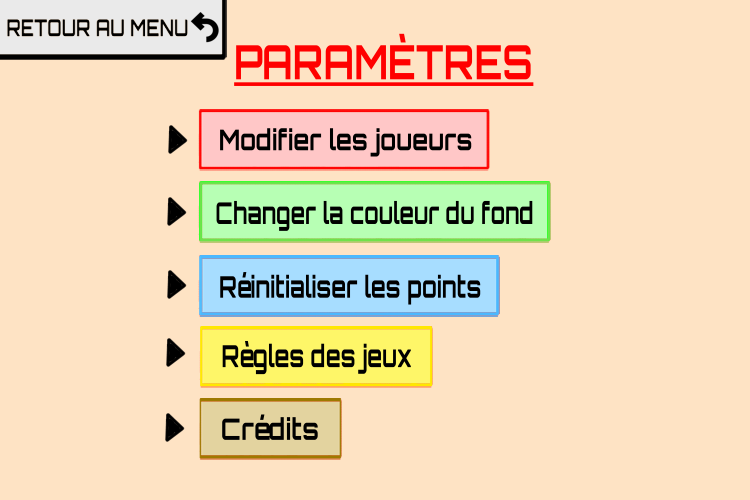 RETOUR AU MENU
PARAMÈTRES
Modifier les joueurs
Changer la couleur du fond
Réinitialiser les points
Règles des jeux
Crédits